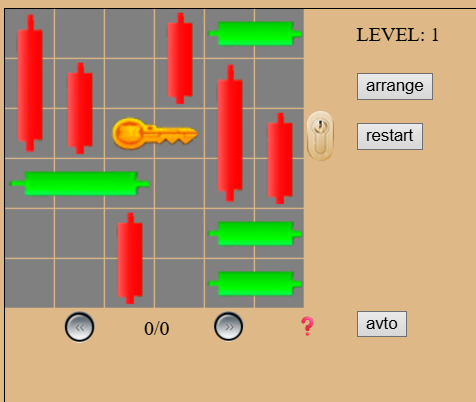 LEVEL: 1
arrange
restart
« 0/0 » ?
avto